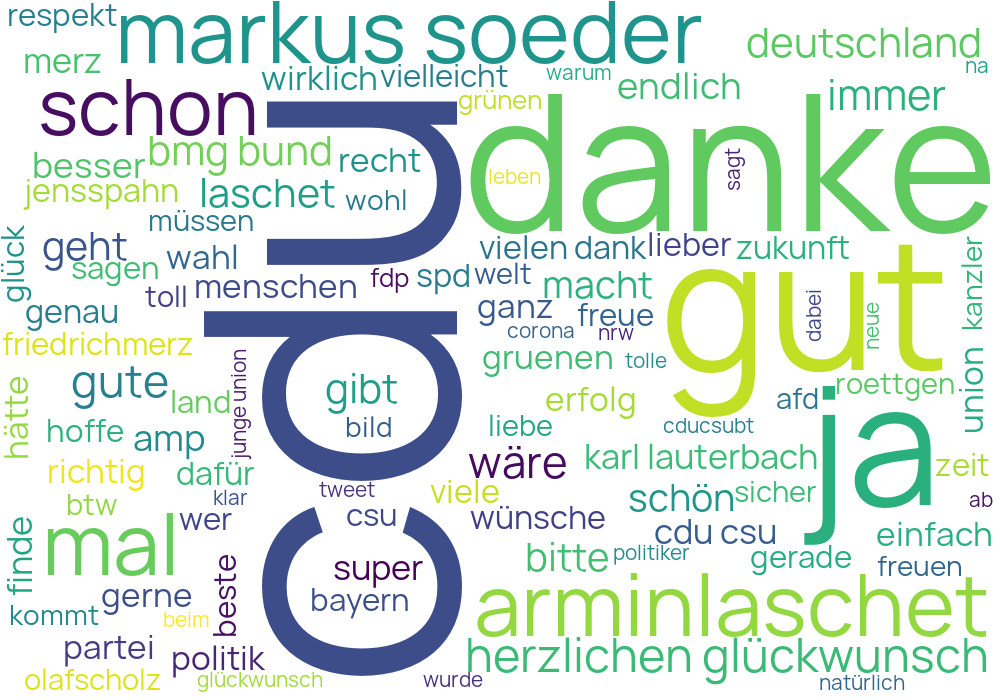 respekt
markus soeder
deutschland
merz
wirklich
vielleicht
warum
na
schon
grünen
endlich
immer
cdu
danke
besser
bmg bund
recht
sagt
jensspahn
laschet
wohl
leben
müssen
glück
geht
wahl
vielen dank
lieber
zukunft
kanzler
sagen
toll
menschen
fdp
spd
welt
macht
gut
genau
ganz
freue
dabei
neue
corona
nrw
friedrichmerz
junge union
gruenen
tolle
union
hätte
gute
land
gibt
erfolg
afd
roettgen
ja
hoffe
amp
bild
liebe
cducsubt
richtig
dafür
wäre
karl lauterbach
zeit
btw
klar
tweet
viele
schön
sicher
ab
finde
mal
wer
csu
wünsche
cdu csu
einfach
super
bitte
politiker
gerade
freuen
kommt
gerne
beste
bayern
arminlaschet
beim
partei
politik
herzlichen glückwunsch
olafscholz
glückwunsch
wurde
natürlich